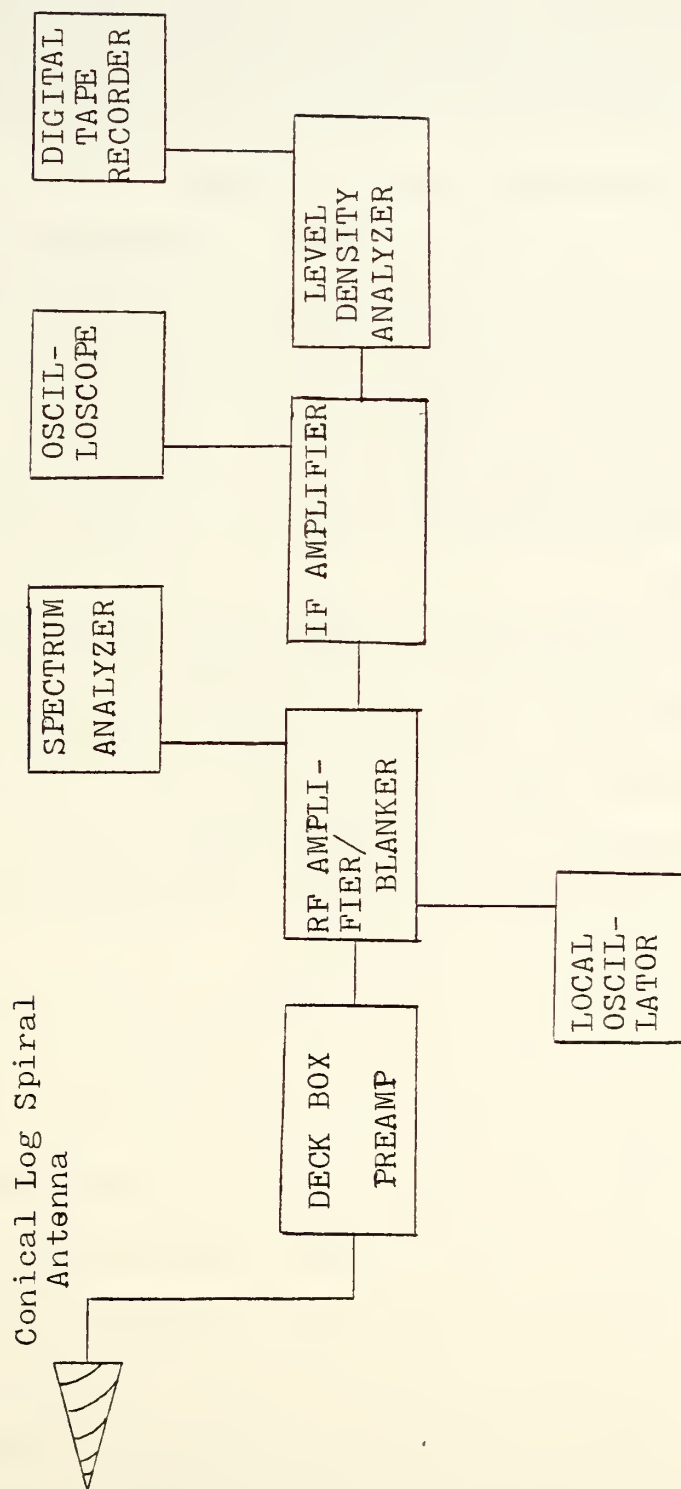 Conical Log Spiral
Antenna
DECK BOX
PREAMP
RF AMPLI-
FIER/
BLANKER
LOCAL
OSCIL-
LATOR
SPECTRUM
ANALYZER
IF AMPLIFIER
OSCIL-
LOSCOPE
LEVEL
DENSITY
ANALYZER
DIGITAL
TAPE
RECORDER